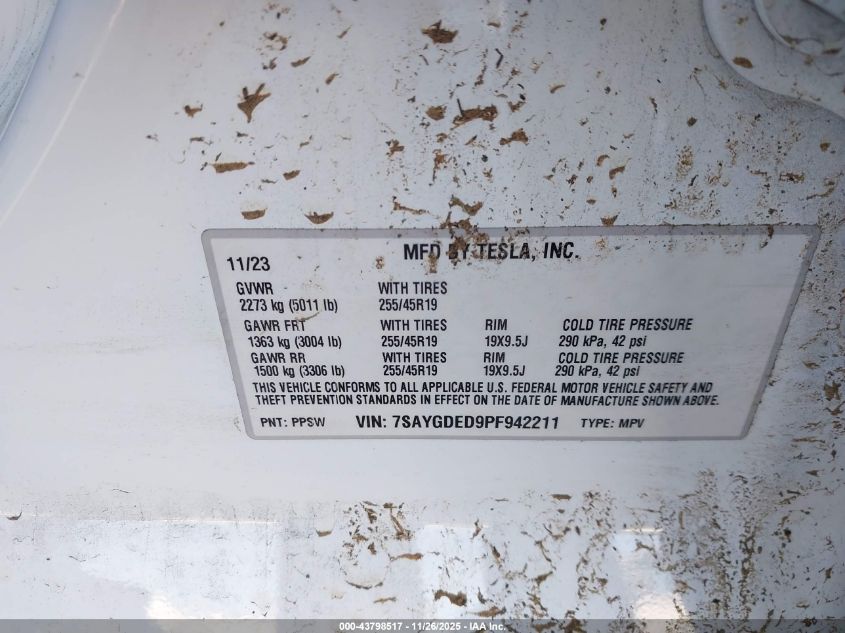 MFD BY TESLA, INC.
11/23
GVWR WITH TIRES
2273 kg (5011 lb) 255/45R19
GAWR FRT WITH TIRES RIM COLD TIRE PRESSURE
1363 kg (3004 lb) 255/45R19 19X9.5J 290 kPa, 42 psi
GAWR RR WITH TIRES RIM COLD TIRE PRESSURE
1500 kg (3306 lb) 255/45R19 19X9.5J 290 kPa, 42 psi
THIS VEHICLE CONFORMS TO ALL APPLICABLE U.S. FEDERAL MOTOR VEHICLE SAFETY AND
THEFT PREVENTION STANDARDS IN EFFECT ON THE DATE OF MANUFACTURE SHOWN ABOVE.
PNT: PPSW VIN: 7SAYGDED9PF942211 TYPE: MPV
000-43798517 - 11/26/2025 - IAA Inc.